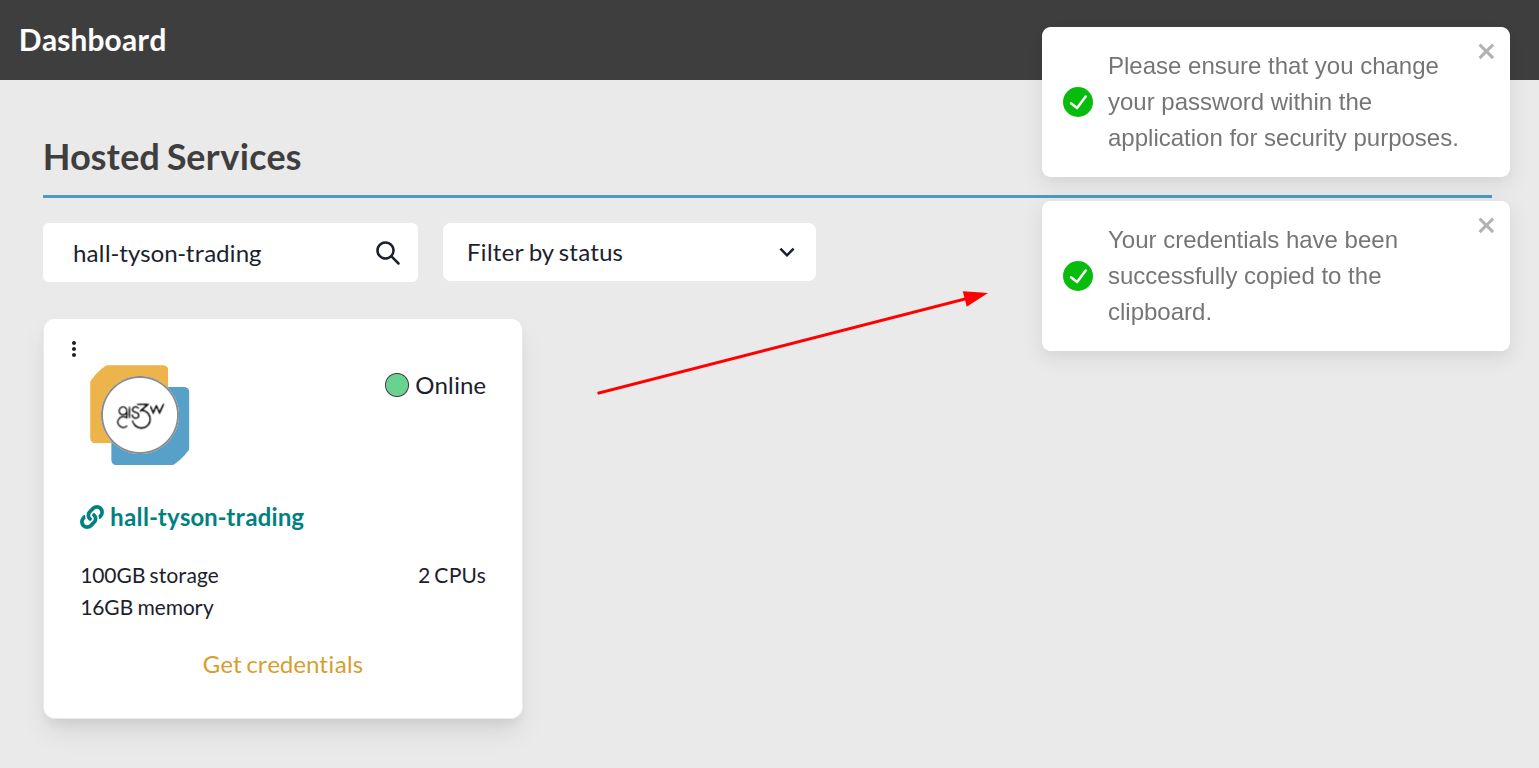 Dashboard
Please ensure that you change
your password within the
application for security purposes.
Hosted Services
Your credentials have been
successfully copied to the
clipboard.
hall-tyson-trading
Filter by status
Online
gis3w
hall-tyson-trading
100GB storage
2 CPUs
16GB memory
Get credentials